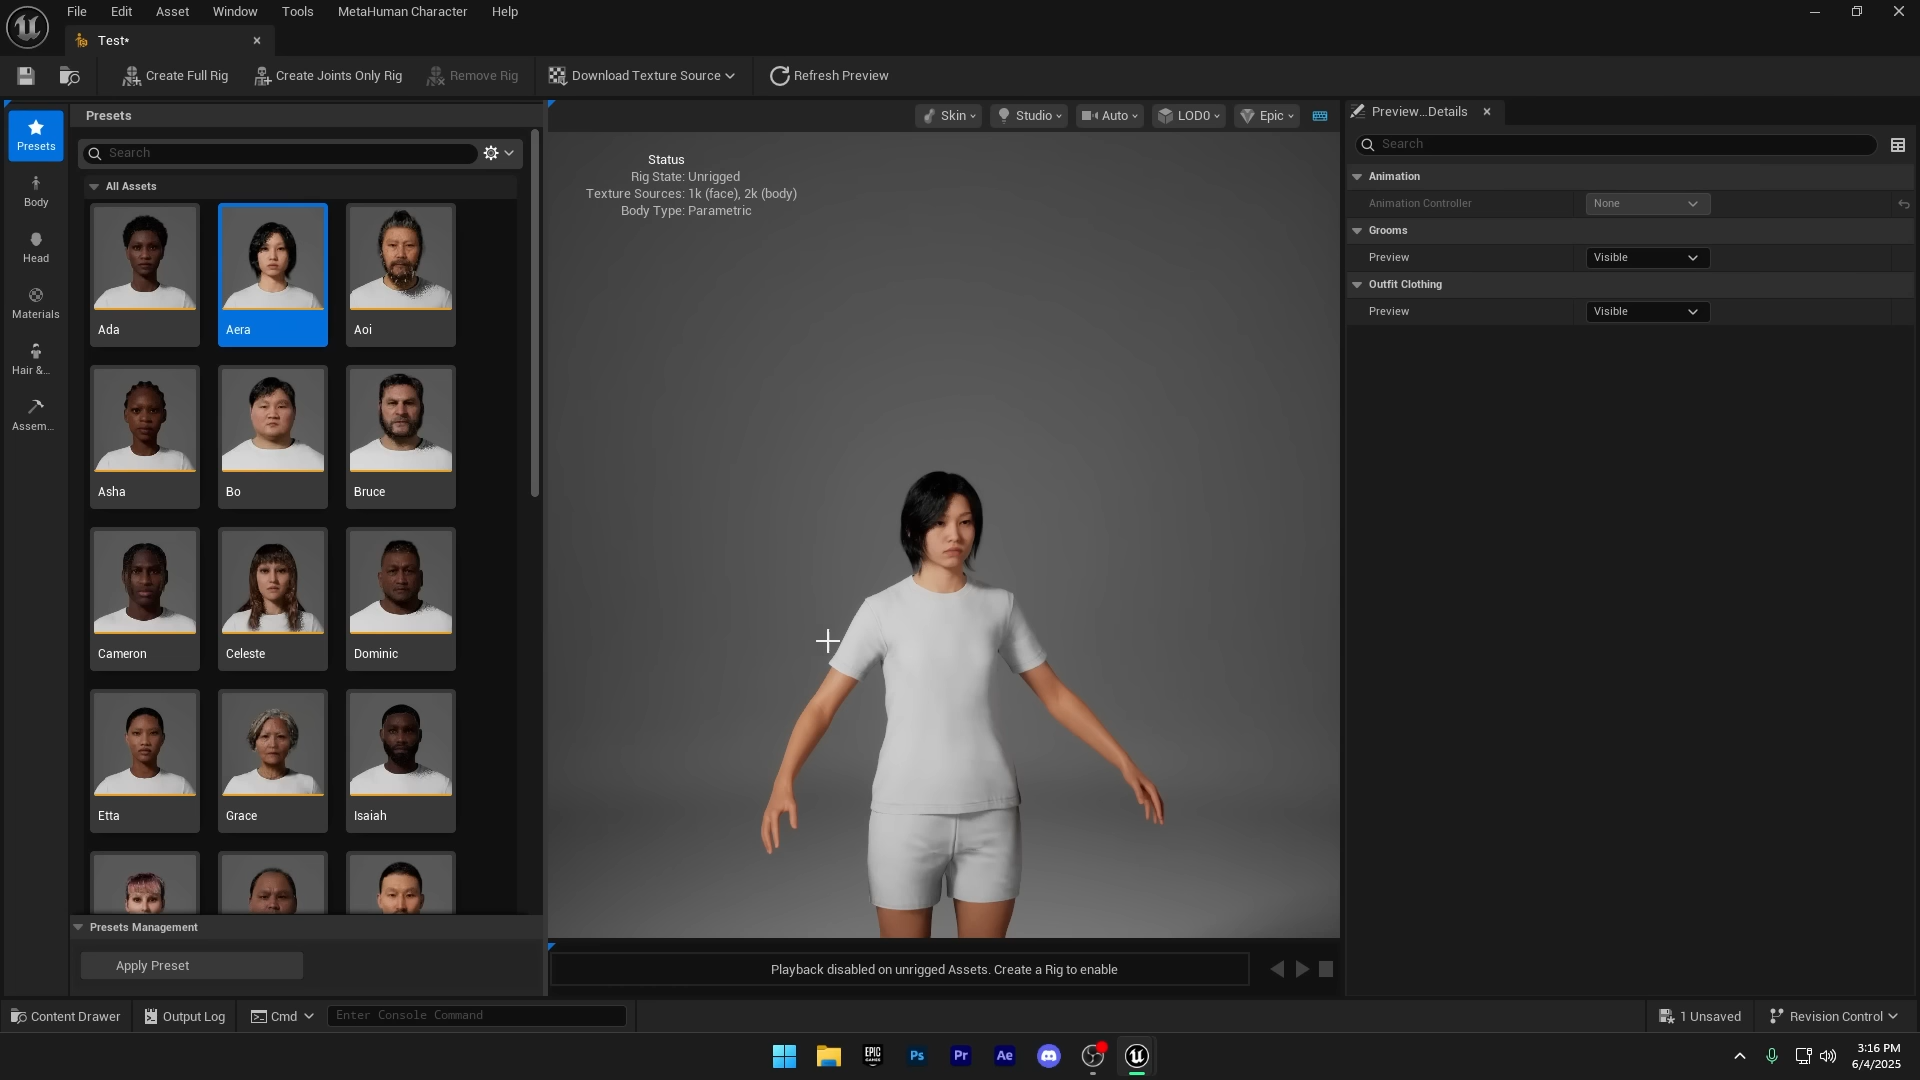 File Edit Asset Window Tools MetaHuman Character Help
Test*
Create Full Rig Create Joints Only Rig Remove Rig Download Texture Source Refresh Preview
Presets
Body
Head
Materials
Hair &...
Assem...
Presets
Search
All Assets
Ada Aera Aoi
Asha Bo Bruce
Cameron Celeste Dominic
Etta Grace Isaiah
Presets Management
Apply Preset
Skin Studio Auto LOD0 Epic
Status
Rig State: Unrigged
Texture Sources: 1k (face), 2k (body)
Body Type: Parametric
Playback disabled on unrigged Assets. Create a Rig to enable
Preview...Details
Search
Animation
Animation Controller None
Grooms
Preview Visible
Outfit Clothing
Preview Visible
Content Drawer Output Log Cmd Enter Console Command 1 Unsaved Revision Control
EPIC GAMES Ps Pr Ae
3:16 PM
6/4/2025